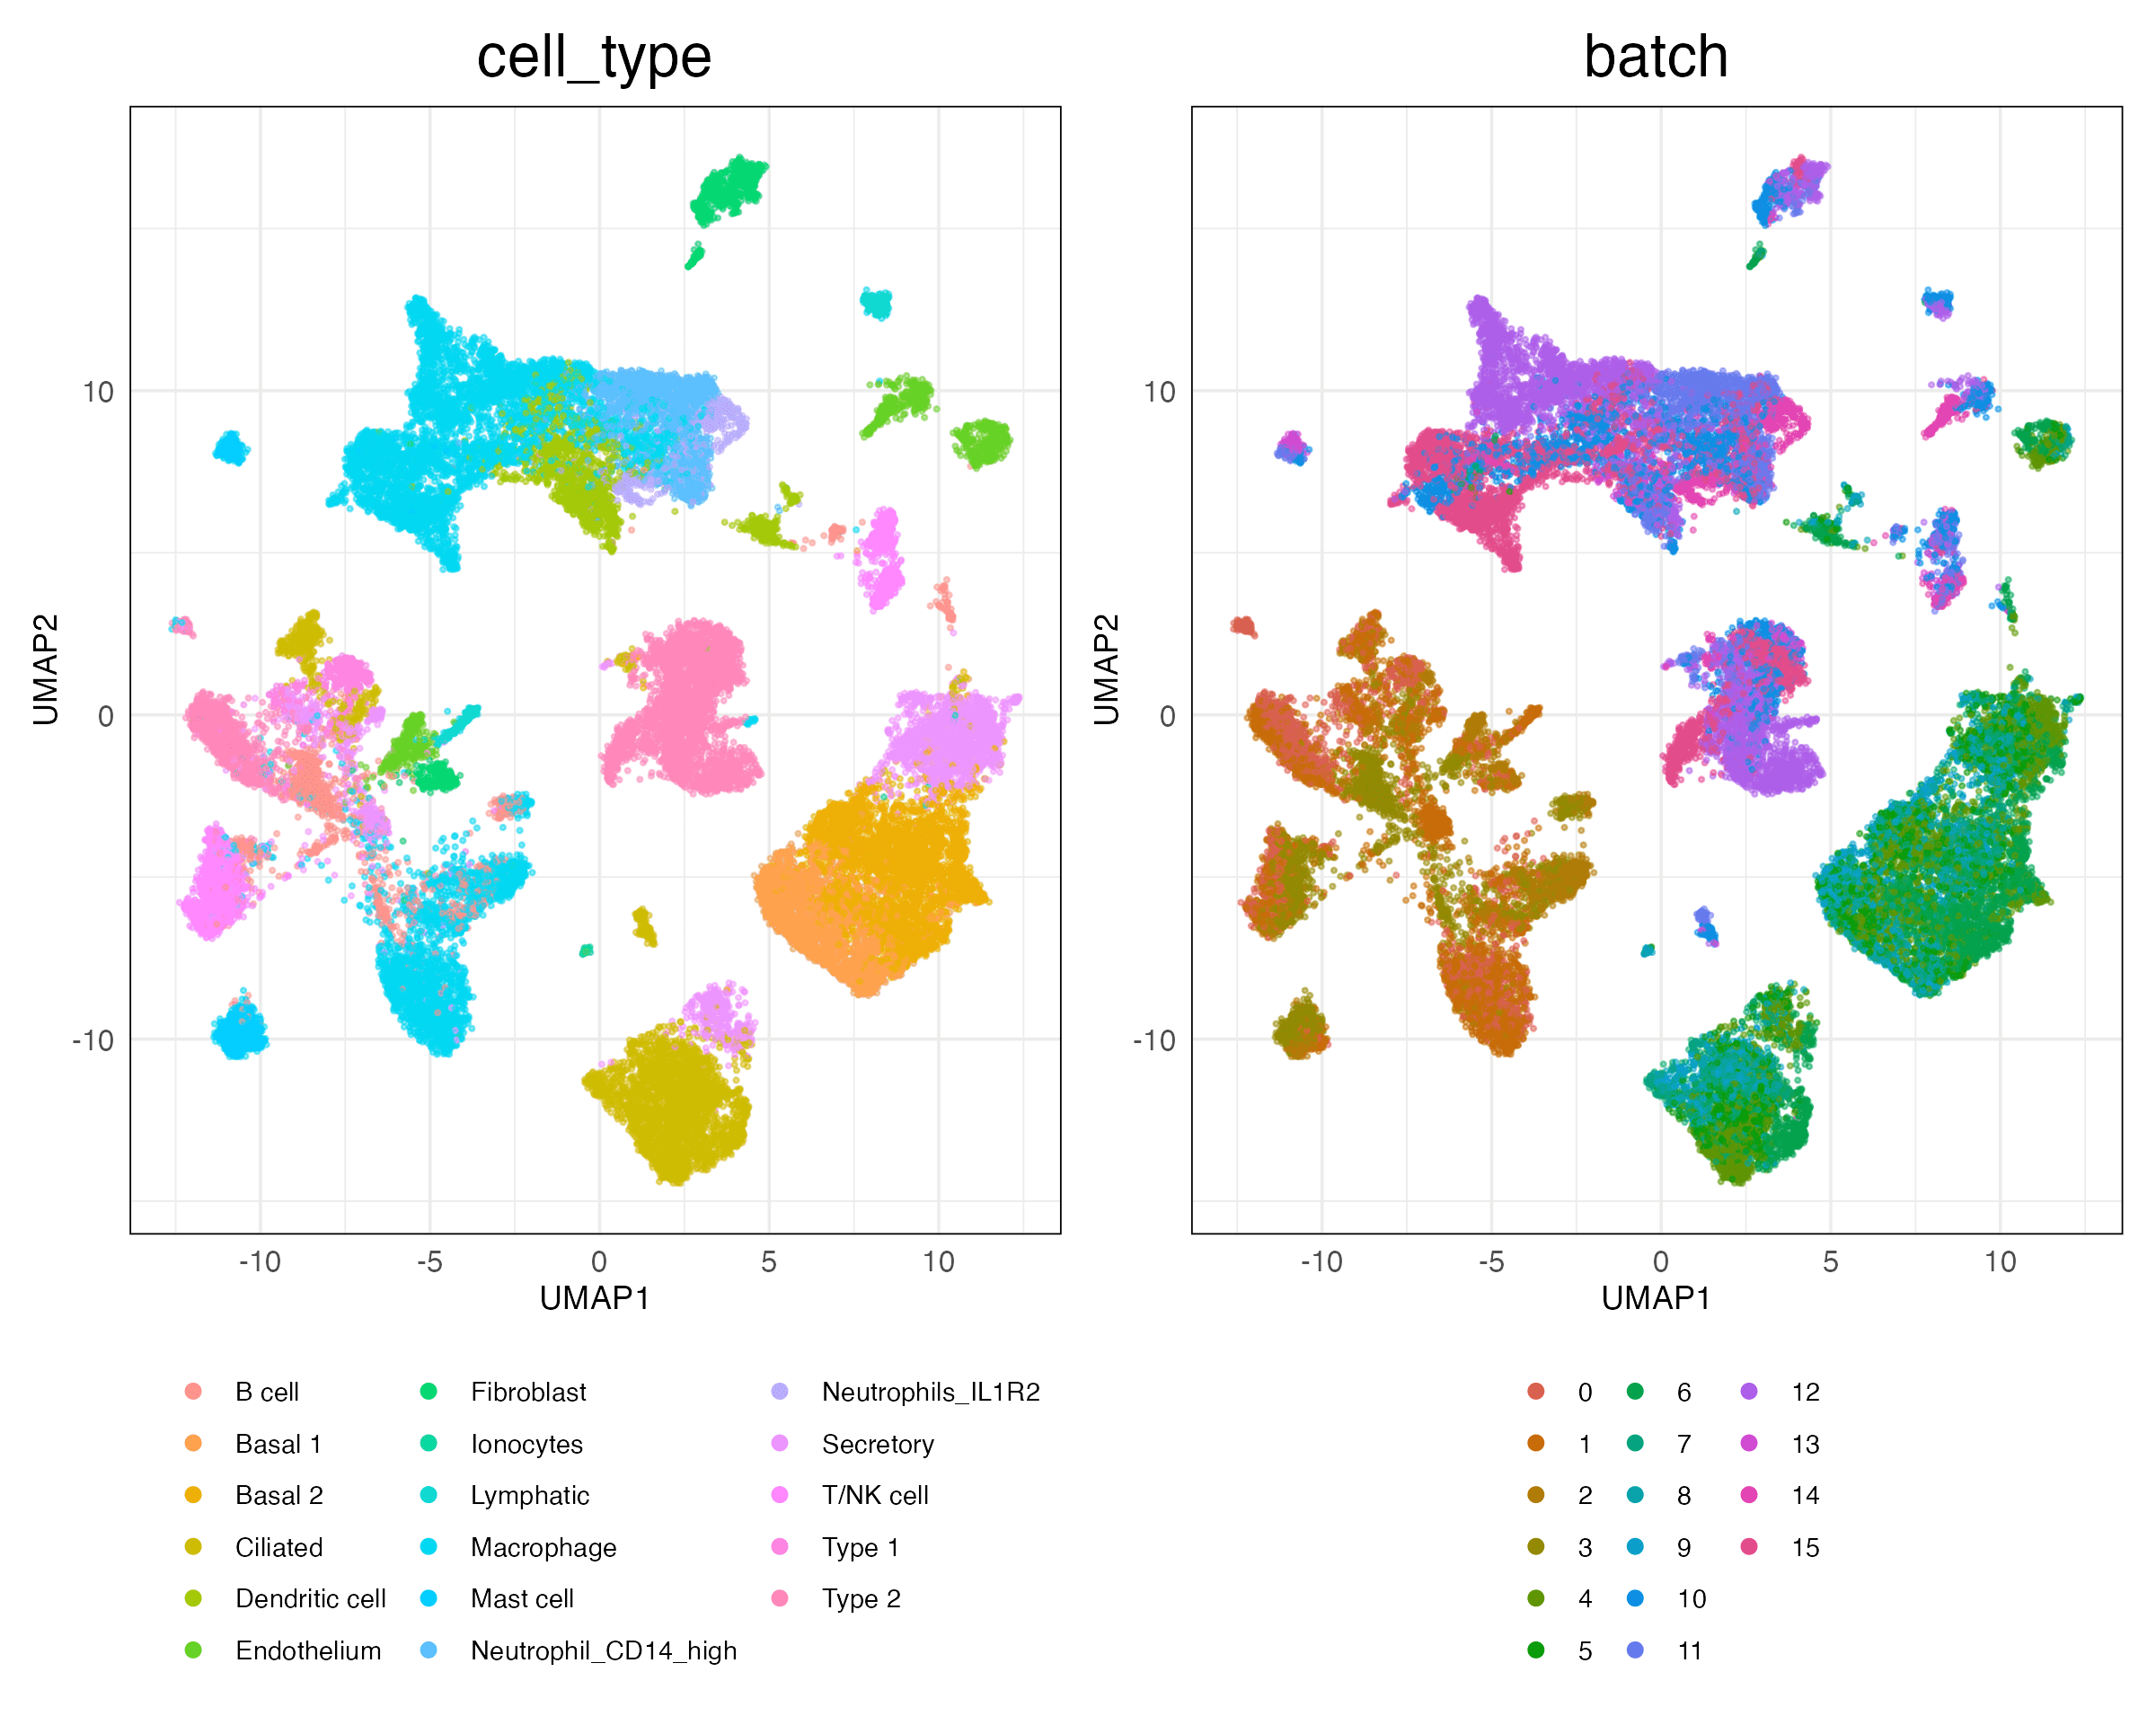 cell_type
batch
UMAP2
10
0
-10
-10
-5
0
5
10
UMAP1
UMAP2
10
0
-10
-10
-5
0
5
10
UMAP1
B cell
Basal 1
Basal 2
Ciliated
Dendritic cell
Endothelium
Fibroblast
Ionocytes
Lymphatic
Macrophage
Mast cell
Neutrophil_CD14_high
Neutrophils_IL1R2
Secretory
T/NK cell
Type 1
Type 2
0
1
2
3
4
5
6
7
8
9
10
11
12
13
14
15